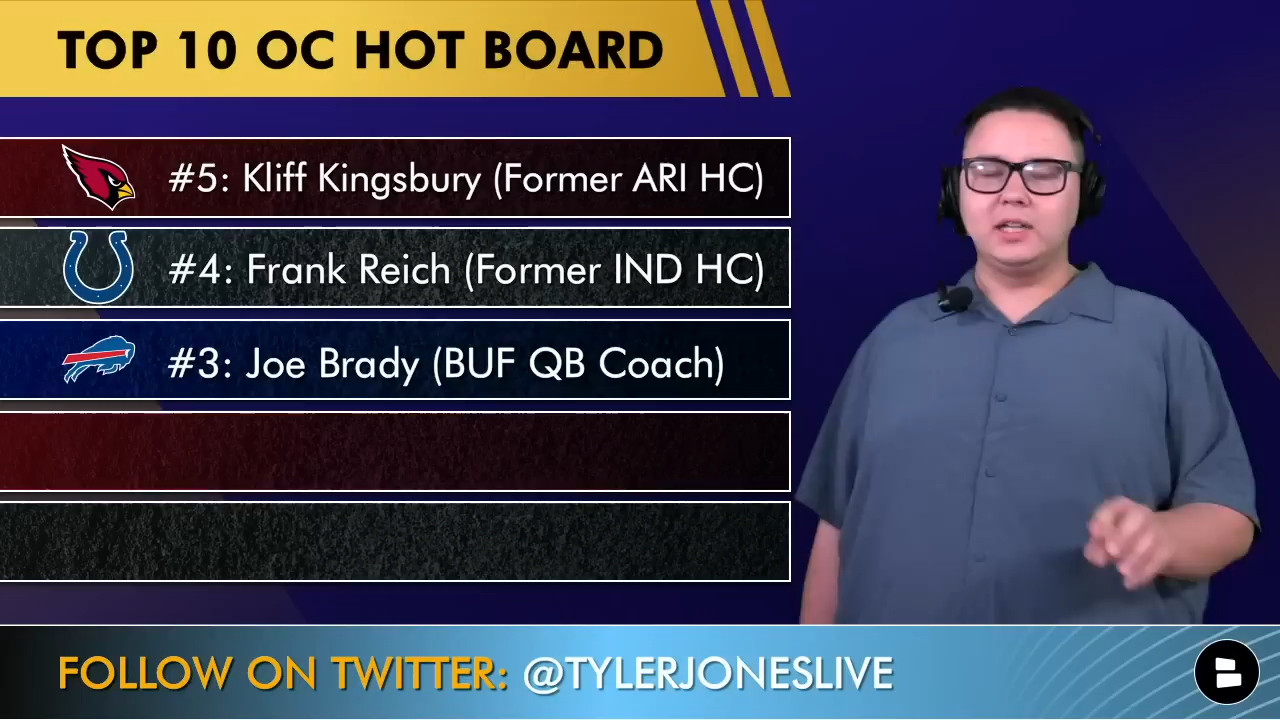 TOP 10 OC HOT BOARD
#5: Kliff Kingsbury (Former ARI HC)
#4: Frank Reich (Former IND HC)
#3: Joe Brady (BUF QB Coach)
FOLLOW ON TWITTER: @TYLERJONESLIVE